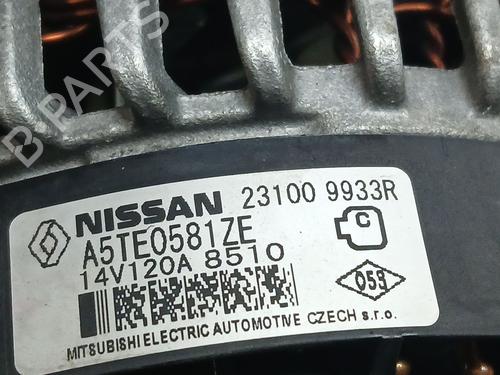 NISSAN 23100 9933R
A5TE0581ZE
14V120A 8510
C
059
MITSUBISHI ELECTRIC AUTOMOTIVE CZECH s.r.o.
B PARTS